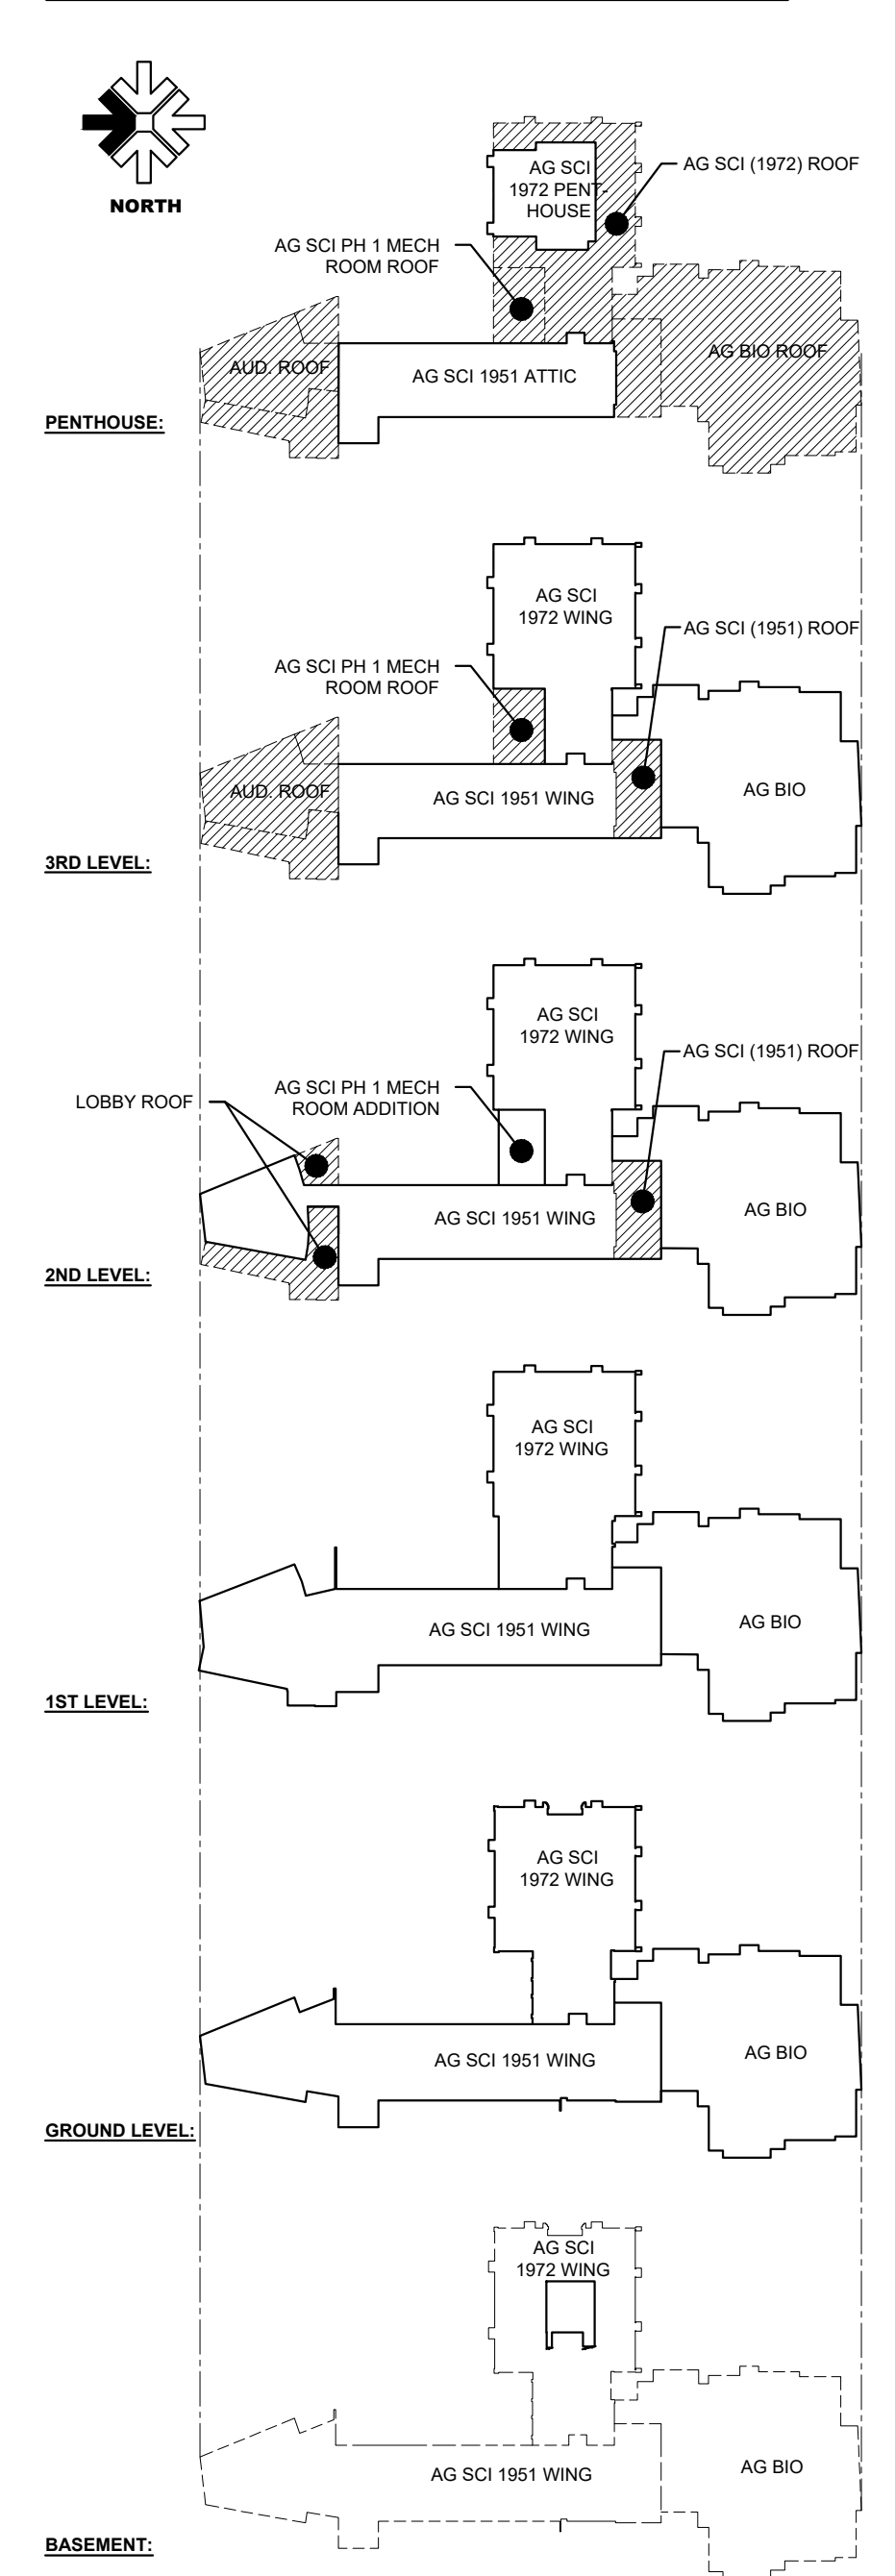 NORTH
AG SCI
1972 PENT-
HOUSE
AG SCI (1972) ROOF
AG SCI PH 1 MECH
ROOM ROOF
AUD. ROOF
AG SCI 1951 ATTIC
AG BIO ROOF
PENTHOUSE:
AG SCI
1972 WING
AG SCI (1951) ROOF
AG SCI PH 1 MECH
ROOM ROOF
AUD. ROOF
AG SCI 1951 WING
AG BIO
3RD LEVEL:
AG SCI
1972 WING
AG SCI (1951) ROOF
LOBBY ROOF
AG SCI PH 1 MECH
ROOM ADDITION
AG SCI 1951 WING
AG BIO
2ND LEVEL:
AG SCI
1972 WING
AG SCI 1951 WING
AG BIO
1ST LEVEL:
AG SCI
1972 WING
AG SCI 1951 WING
AG BIO
GROUND LEVEL:
AG SCI
1972 WING
AG SCI 1951 WING
AG BIO
BASEMENT: